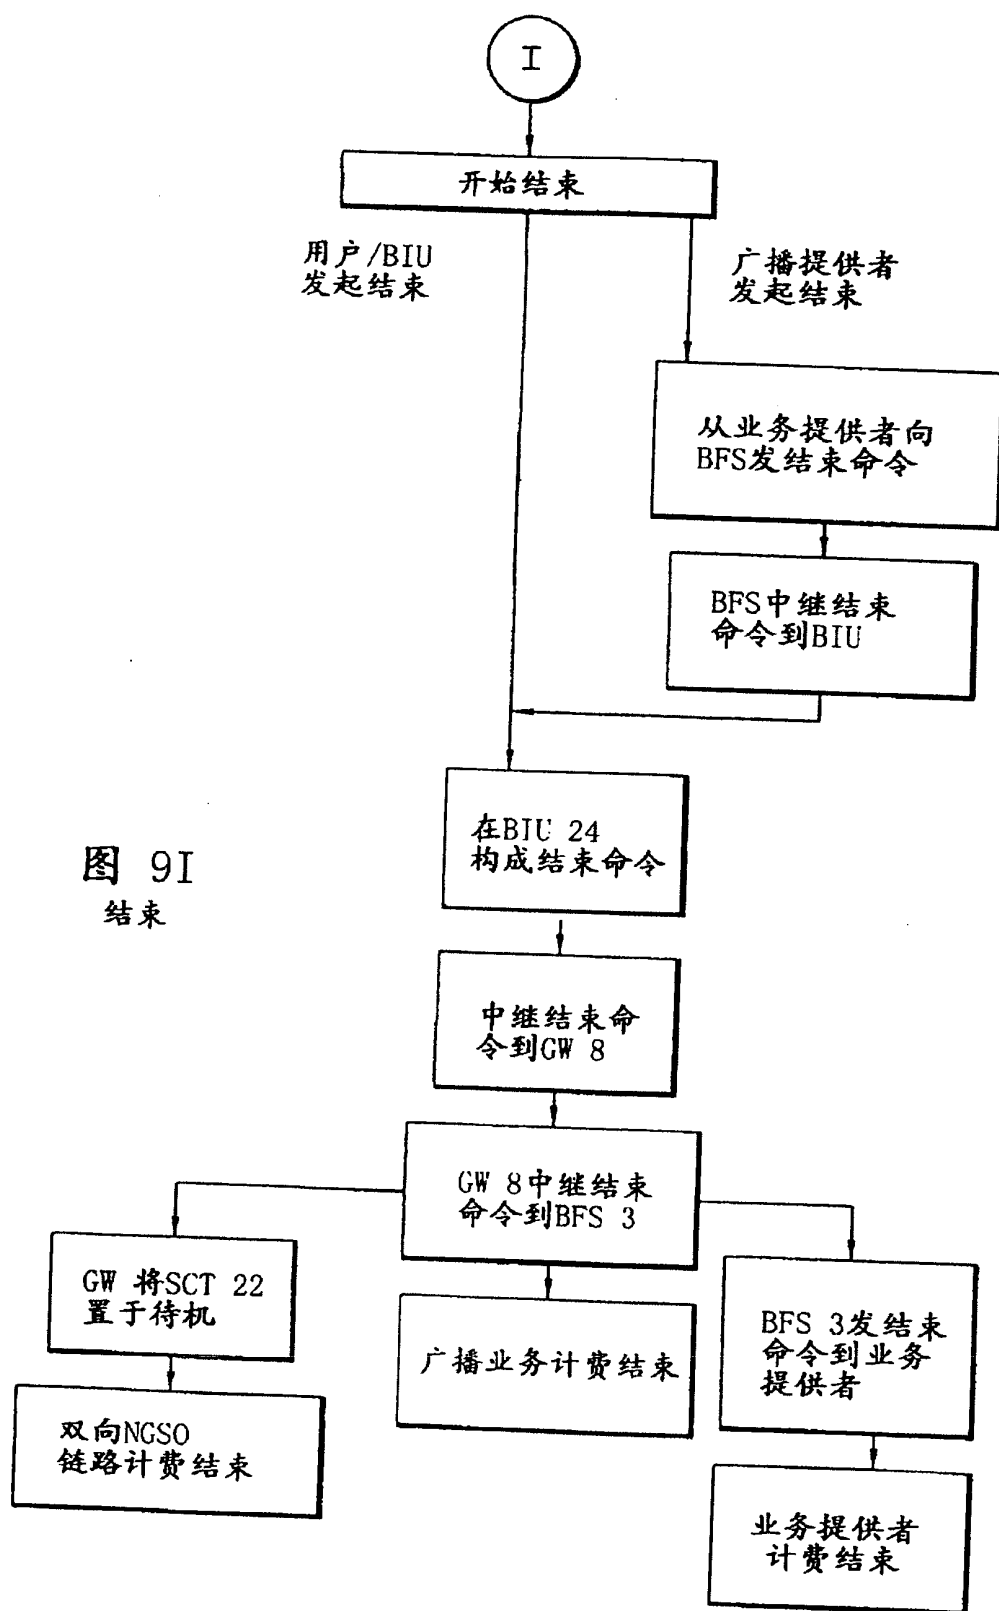 I
开始结束
用户/BIU
发起结束
广播提供者
发起结束
从业务提供者向
BFS发结束命令
BFS中继结束
命令到BIU
在BIU 24
构成结束命令
图 9I
结束
中继结束命
令到GW 8
GW 8中继结束
命令到BFS 3
GW 将SCT 22
置于待机
广播业务计费结束
BFS 3发结束
命令到业务
提供者
双向NGSO
链路计费结束
业务提供者
计费结束